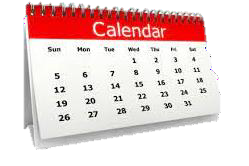 Calendar
Sun Mon Tue Wed Thu Fri Sat
1 2 3 4
5 6 7 8 9 10 11
12 13 14 15 16 17 18
19 20 21 22 23 24 25
26 27 28 29 30 31